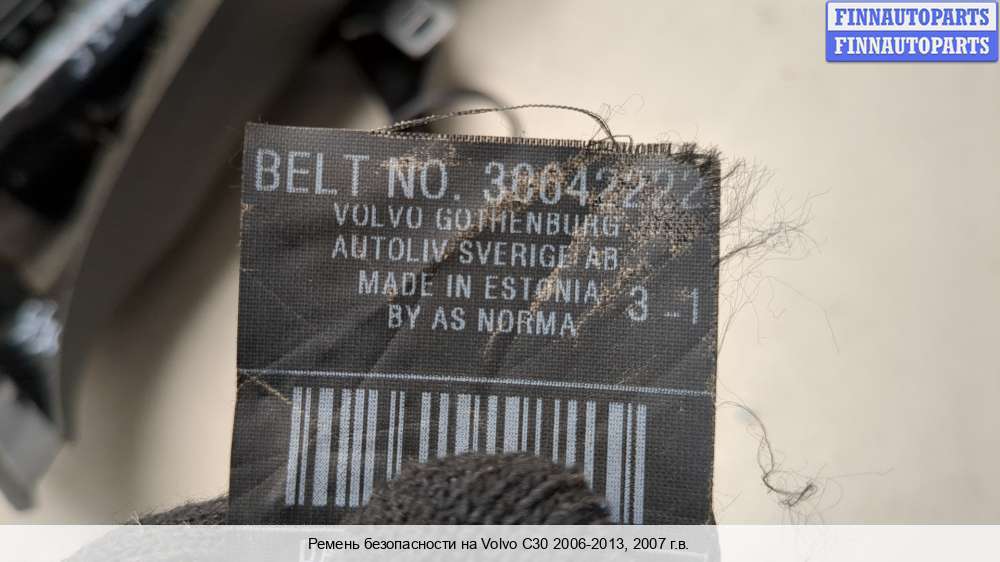 FINNAUTOPARTS
FINNAUTOPARTS
BELT NO. 30642222
VOLVO GOTHENBURG
AUTOLIV SVERIGE AB
MADE IN ESTONIA
3 -1
BY AS NORMA
Ремень безопасности на Volvo C30 2006-2013, 2007 г.в.